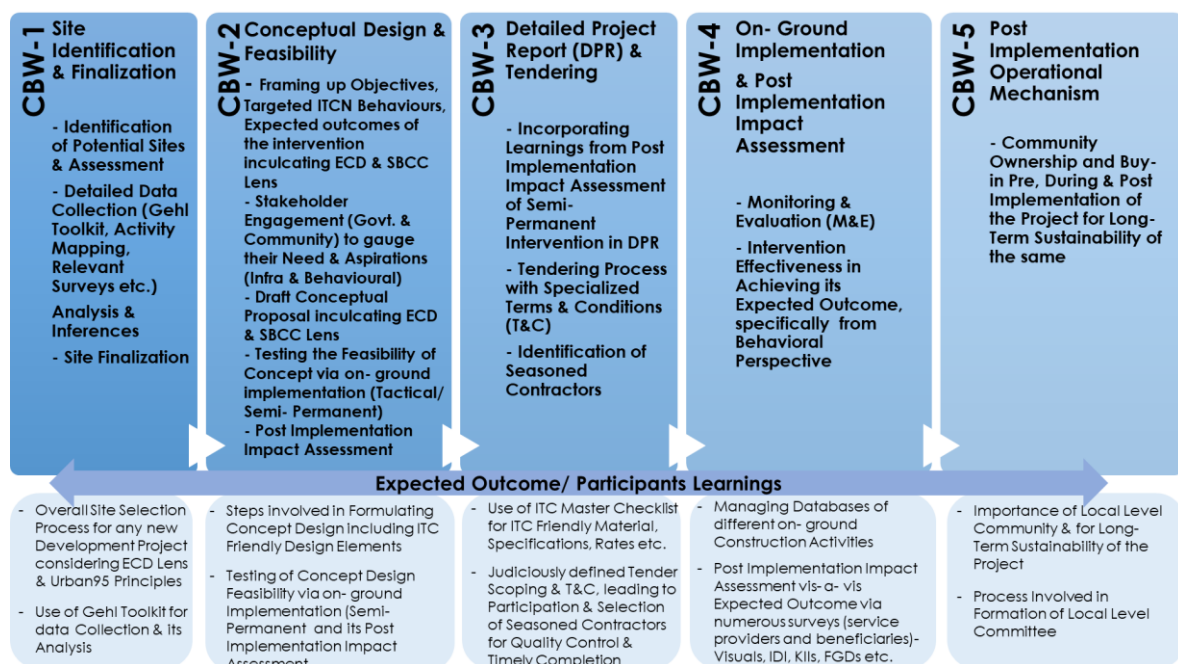 CBW-1
Site
Identification
& Finalization
- Identification
of Potential Sites
& Assessment
- Detailed Data
Collection (Gehl
Toolkit, Activity
Mapping,
Relevant
Surveys etc.)
Analysis &
Inferences
- Site Finalization
CBW-2
Conceptual Design &
Feasibility
- Framing up Objectives,
Targeted ITCN Behaviours,
Expected outcomes of
the intervention
inculcating ECD & SBCC
Lens
- Stakeholder
Engagement (Govt. &
Community) to gauge
their Need & Aspirations
(Infra & Behavioural)
- Draft Conceptual
Proposal inculcating ECD
& SBCC Lens
- Testing the Feasibility of
Concept via on- ground
implementation (Tactical/
Semi- Permanent)
- Post Implementation
Impact Assessment
CBW-3
Detailed Project
Report (DPR) &
Tendering
- Incorporating
Learnings from Post
Implementation
Impact Assessment
of Semi-
Permanent
Intervention in DPR
- Tendering Process
with Specialized
Terms & Conditions
(T&C)
- Identification of
Seasoned
Contractors
CBW-4
On- Ground
Implementation
& Post
Implementation
Impact
Assessment
- Monitoring &
Evaluation (M&E)
- Intervention
Effectiveness in
Achieving its
Expected Outcome,
specifically from
Behavioral
Perspective
CBW-5
Post
Implementation
Operational
Mechanism
- Community
Ownership and Buy-
in Pre, During & Post
Implementation of
the Project for Long-
Term Sustainability of
the same
Expected Outcome/ Participants Learnings
- Overall Site Selection
Process for any new
Development Project
considering ECD Lens
& Urban95 Principles
- Use of Gehl Toolkit for
data Collection & its
Analysis
- Steps involved in Formulating
Concept Design including ITC
Friendly Design Elements
- Testing of Concept Design
Feasibility via on- ground
Implementation (Semi-
Permanent and its Post
Implementation Impact
Assessment
- Use of ITC Master Checklist
for ITC Friendly Material,
Specifications, Rates etc.
- Judiciously defined Tender
Scoping & T&C, leading to
Participation & Selection
of Seasoned Contractors
for Quality Control &
Timely Completion
- Managing Databases of
different on- ground
Construction Activities
- Post Implementation Impact
Assessment vis- a- vis
Expected Outcome via
numerous surveys (service
providers and beneficiaries)-
Visuals, IDI, KIIs, FGDs etc.
- Importance of Local Level
Community & for Long-
Term Sustainability of the
Project
- Process Involved in
Formation of Local Level
Committee